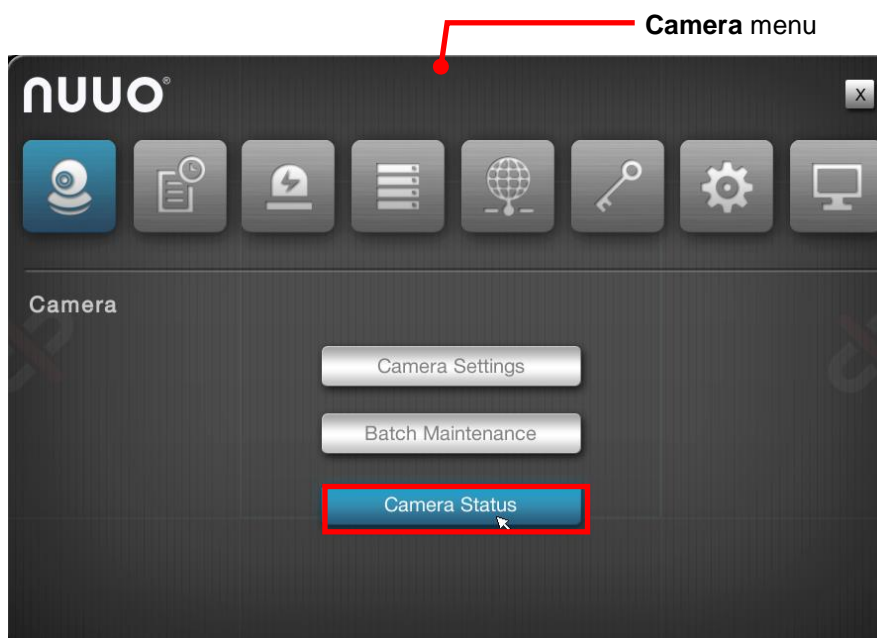 Camera menu
nuuo®
X
Camera
Camera Settings
Batch Maintenance
Camera Status